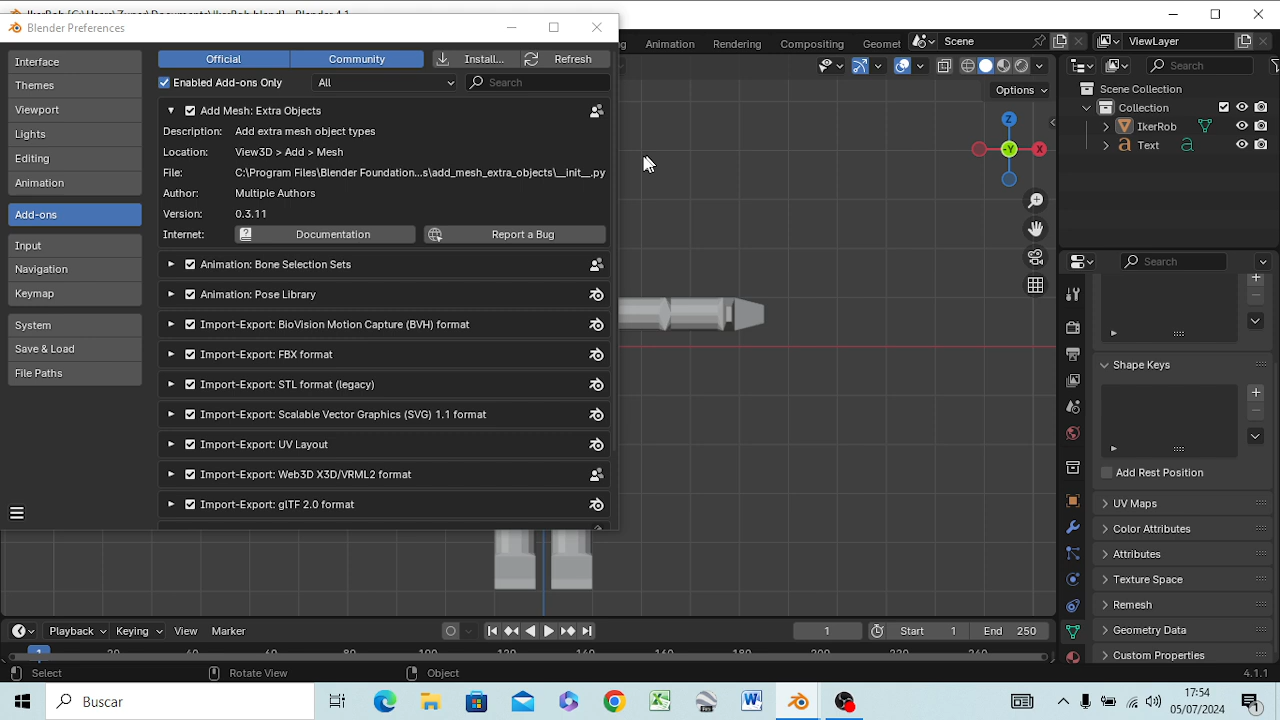 Blender Preferences
Animation Rendering Compositing Geomet Scene ViewLayer
Interface
Themes
Viewport
Lights
Editing
Animation
Add-ons
Input
Navigation
Keymap
System
Save & Load
File Paths
Official Community Install... Refresh
Enabled Add-ons Only All Search
Add Mesh: Extra Objects
Description: Add extra mesh object types
Location: View3D > Add > Mesh
File: C:\Program Files\Blender Foundation...s\add_mesh_extra_objects\__init__.py
Author: Multiple Authors
Version: 0.3.11
Internet: Documentation Report a Bug
Animation: Bone Selection Sets
Animation: Pose Library
Import-Export: BioVision Motion Capture (BVH) format
Import-Export: FBX format
Import-Export: STL format (legacy)
Import-Export: Scalable Vector Graphics (SVG) 1.1 format
Import-Export: UV Layout
Import-Export: Web3D X3D/VRML2 format
Import-Export: glTF 2.0 format
Options
Z
-Y X
Search
Scene Collection
Collection
IkerRob
Text
Search
Shape Keys
Add Rest Position
UV Maps
Color Attributes
Attributes
Texture Space
Remesh
Geometry Data
Custom Properties
Playback Keying View Marker 1 Start 1 End 250
1
Select Rotate View Object 4.1.1
Buscar
17:54
05/07/2024
1